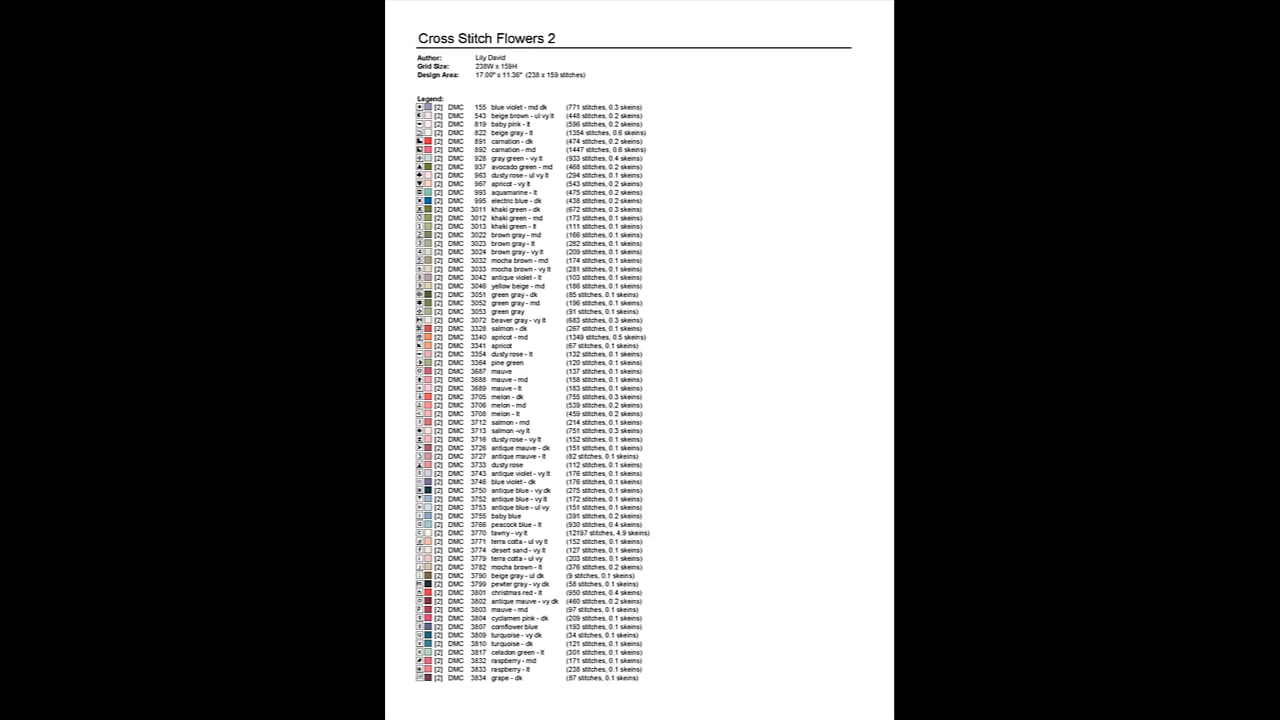 Cross Stitch Flowers 2
Author: Lily David
Grid Size: 238W x 159H
Design Area: 17.00" x 11.36" (238 x 159 stitches)
Legend:
[2] DMC 155 blue violet - md dk (771 stitches, 0.3 skeins)
[2] DMC 543 beige brown - ul vy lt (448 stitches, 0.2 skeins)
[2] DMC 819 baby pink - lt (596 stitches, 0.2 skeins)
[2] DMC 822 beige gray - lt (1354 stitches, 0.6 skeins)
[2] DMC 891 carnation - dk (474 stitches, 0.2 skeins)
[2] DMC 892 carnation - md (1447 stitches, 0.6 skeins)
[2] DMC 928 gray green - vy lt (933 stitches, 0.4 skeins)
[2] DMC 937 avocado green - md (468 stitches, 0.2 skeins)
[2] DMC 963 dusty rose - ul vy lt (294 stitches, 0.1 skeins)
[2] DMC 967 apricot - vy lt (543 stitches, 0.2 skeins)
[2] DMC 993 aquamarine - lt (475 stitches, 0.2 skeins)
[2] DMC 995 electric blue - dk (438 stitches, 0.2 skeins)
[2] DMC 3011 khaki green - dk (672 stitches, 0.3 skeins)
[2] DMC 3012 khaki green - md (173 stitches, 0.1 skeins)
[2] DMC 3013 khaki green - lt (111 stitches, 0.1 skeins)
[2] DMC 3022 brown gray - md (166 stitches, 0.1 skeins)
[2] DMC 3023 brown gray - lt (282 stitches, 0.1 skeins)
[2] DMC 3024 brown gray - vy lt (209 stitches, 0.1 skeins)
[2] DMC 3032 mocha brown - md (174 stitches, 0.1 skeins)
[2] DMC 3033 mocha brown - vy lt (281 stitches, 0.1 skeins)
[2] DMC 3042 antique violet - lt (103 stitches, 0.1 skeins)
[2] DMC 3046 yellow beige - md (186 stitches, 0.1 skeins)
[2] DMC 3051 green gray - dk (85 stitches, 0.1 skeins)
[2] DMC 3052 green gray - md (196 stitches, 0.1 skeins)
[2] DMC 3053 green gray (91 stitches, 0.1 skeins)
[2] DMC 3072 beaver gray - vy lt (683 stitches, 0.3 skeins)
[2] DMC 3328 salmon - dk (267 stitches, 0.1 skeins)
[2] DMC 3340 apricot - md (1349 stitches, 0.5 skeins)
[2] DMC 3341 apricot (67 stitches, 0.1 skeins)
[2] DMC 3354 dusty rose - lt (132 stitches, 0.1 skeins)
[2] DMC 3364 pine green (120 stitches, 0.1 skeins)
[2] DMC 3687 mauve (137 stitches, 0.1 skeins)
[2] DMC 3688 mauve - md (158 stitches, 0.1 skeins)
[2] DMC 3689 mauve - lt (183 stitches, 0.1 skeins)
[2] DMC 3705 melon - dk (755 stitches, 0.3 skeins)
[2] DMC 3706 melon - md (539 stitches, 0.2 skeins)
[2] DMC 3708 melon - lt (459 stitches, 0.2 skeins)
[2] DMC 3712 salmon - md (214 stitches, 0.1 skeins)
[2] DMC 3713 salmon -vy lt (751 stitches, 0.3 skeins)
[2] DMC 3716 dusty rose - vy lt (152 stitches, 0.1 skeins)
[2] DMC 3726 antique mauve - dk (151 stitches, 0.1 skeins)
[2] DMC 3727 antique mauve - lt (82 stitches, 0.1 skeins)
[2] DMC 3733 dusty rose (112 stitches, 0.1 skeins)
[2] DMC 3743 antique violet - vy lt (176 stitches, 0.1 skeins)
[2] DMC 3746 blue violet - dk (176 stitches, 0.1 skeins)
[2] DMC 3750 antique blue - vy dk (275 stitches, 0.1 skeins)
[2] DMC 3752 antique blue - vy lt (172 stitches, 0.1 skeins)
[2] DMC 3753 antique blue - ul vy (151 stitches, 0.1 skeins)
[2] DMC 3755 baby blue (391 stitches, 0.2 skeins)
[2] DMC 3766 peacock blue - lt (930 stitches, 0.4 skeins)
[2] DMC 3770 tawny - vy lt (12197 stitches, 4.9 skeins)
[2] DMC 3771 terra cotta - ul vy lt (152 stitches, 0.1 skeins)
[2] DMC 3774 desert sand - vy lt (127 stitches, 0.1 skeins)
[2] DMC 3779 terra cotta - ul vy (203 stitches, 0.1 skeins)
[2] DMC 3782 mocha brown - lt (376 stitches, 0.2 skeins)
[2] DMC 3790 beige gray - ul dk (9 stitches, 0.1 skeins)
[2] DMC 3799 pewter gray - vy dk (58 stitches, 0.1 skeins)
[2] DMC 3801 christmas red - lt (950 stitches, 0.4 skeins)
[2] DMC 3802 antique mauve - vy dk (460 stitches, 0.2 skeins)
[2] DMC 3803 mauve - md (97 stitches, 0.1 skeins)
[2] DMC 3804 cyclamen pink - dk (209 stitches, 0.1 skeins)
[2] DMC 3807 cornflower blue (193 stitches, 0.1 skeins)
[2] DMC 3809 turquoise - vy dk (34 stitches, 0.1 skeins)
[2] DMC 3810 turquoise - dk (121 stitches, 0.1 skeins)
[2] DMC 3817 celadon green - lt (301 stitches, 0.1 skeins)
[2] DMC 3832 raspberry - md (171 stitches, 0.1 skeins)
[2] DMC 3833 raspberry - lt (238 stitches, 0.1 skeins)
[2] DMC 3834 grape - dk (87 stitches, 0.1 skeins)